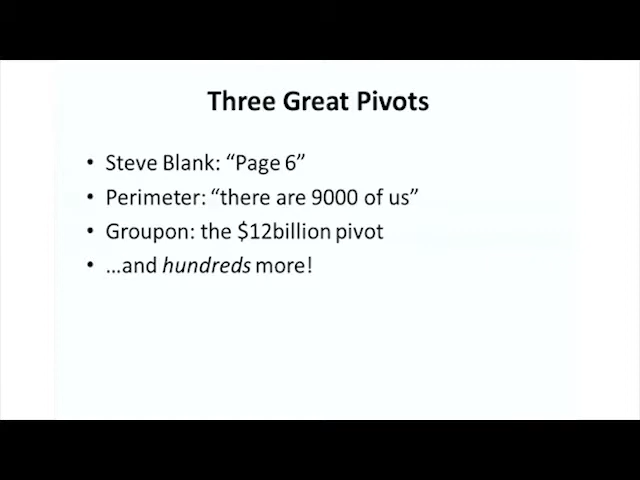 Three Great Pivots
• Steve Blank: “Page 6”
• Perimeter: “there are 9000 of us”
• Groupon: the $12billion pivot
• …and hundreds more!